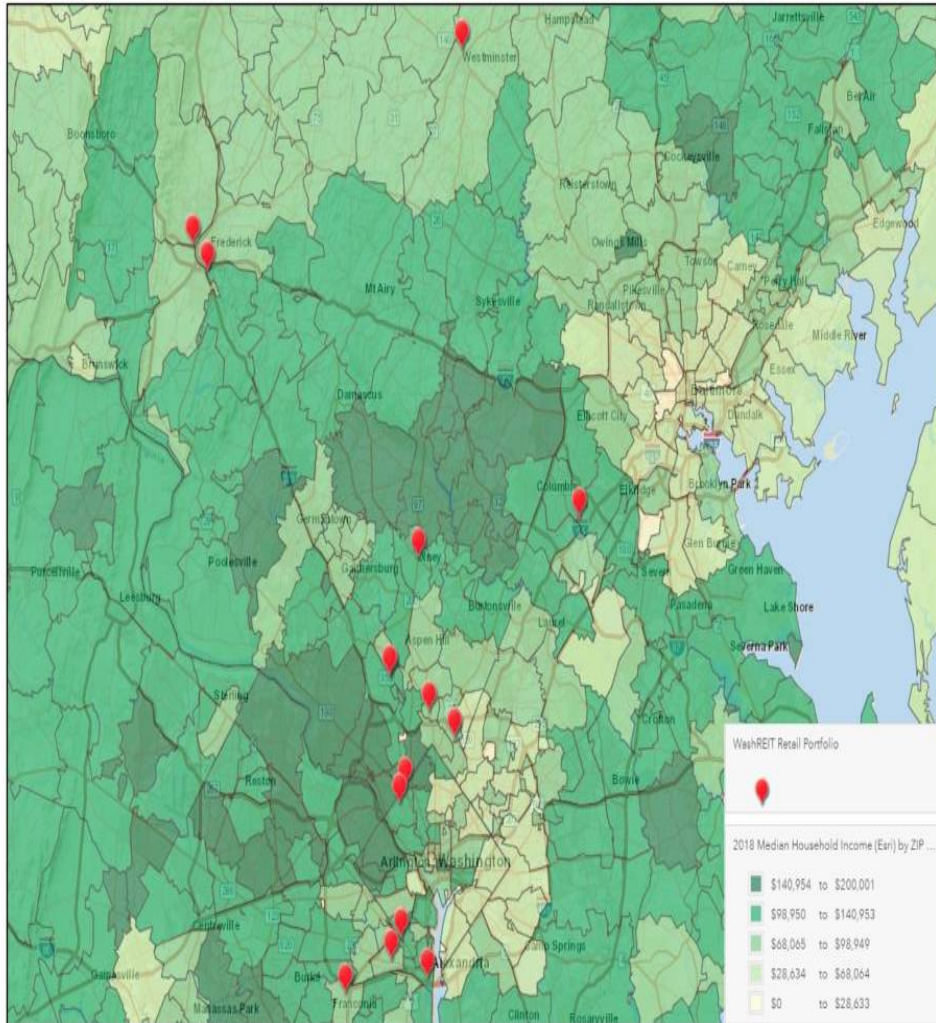 Hampstead
Jarrettsville
Westminster
Bel Air
Boonsboro
Fallston
Cockeysville
Reisterstown
Edgewood
Frederick
Owings Mills
Towson
Carney
Pikesville
Perry Hall
Mt Airy
Randallstown
Sykesville
Rosedale
Middle River
Brunswick
Essex
Damascus
Baltimore
Ellicott City
Dundalk
Columbia
Elkridge
Brooklyn Park
Germantown
Glen Burnie
Olney
Poolesville
Gaithersburg
Severn
Green Haven
Purcellville
Leesburg
Burtonsville
Pasadena
Lake Shore
Laurel
Aspen Hill
Severna Park
Sterling
Crofton
WashREIT Retail Portfolio
Reston
Bowie
2018 Median Household Income (Esri) by ZIP ...
Arlington Washington
$140,954 to $200,001
$98,950 to $140,953
Centreville
$68,065 to $98,949
Camp Springs
Alexandria
$28,634 to $68,064
Gainesville
Burke
Franconia
Manassas Park
$0 to $28,633
Clinton
Rosaryville